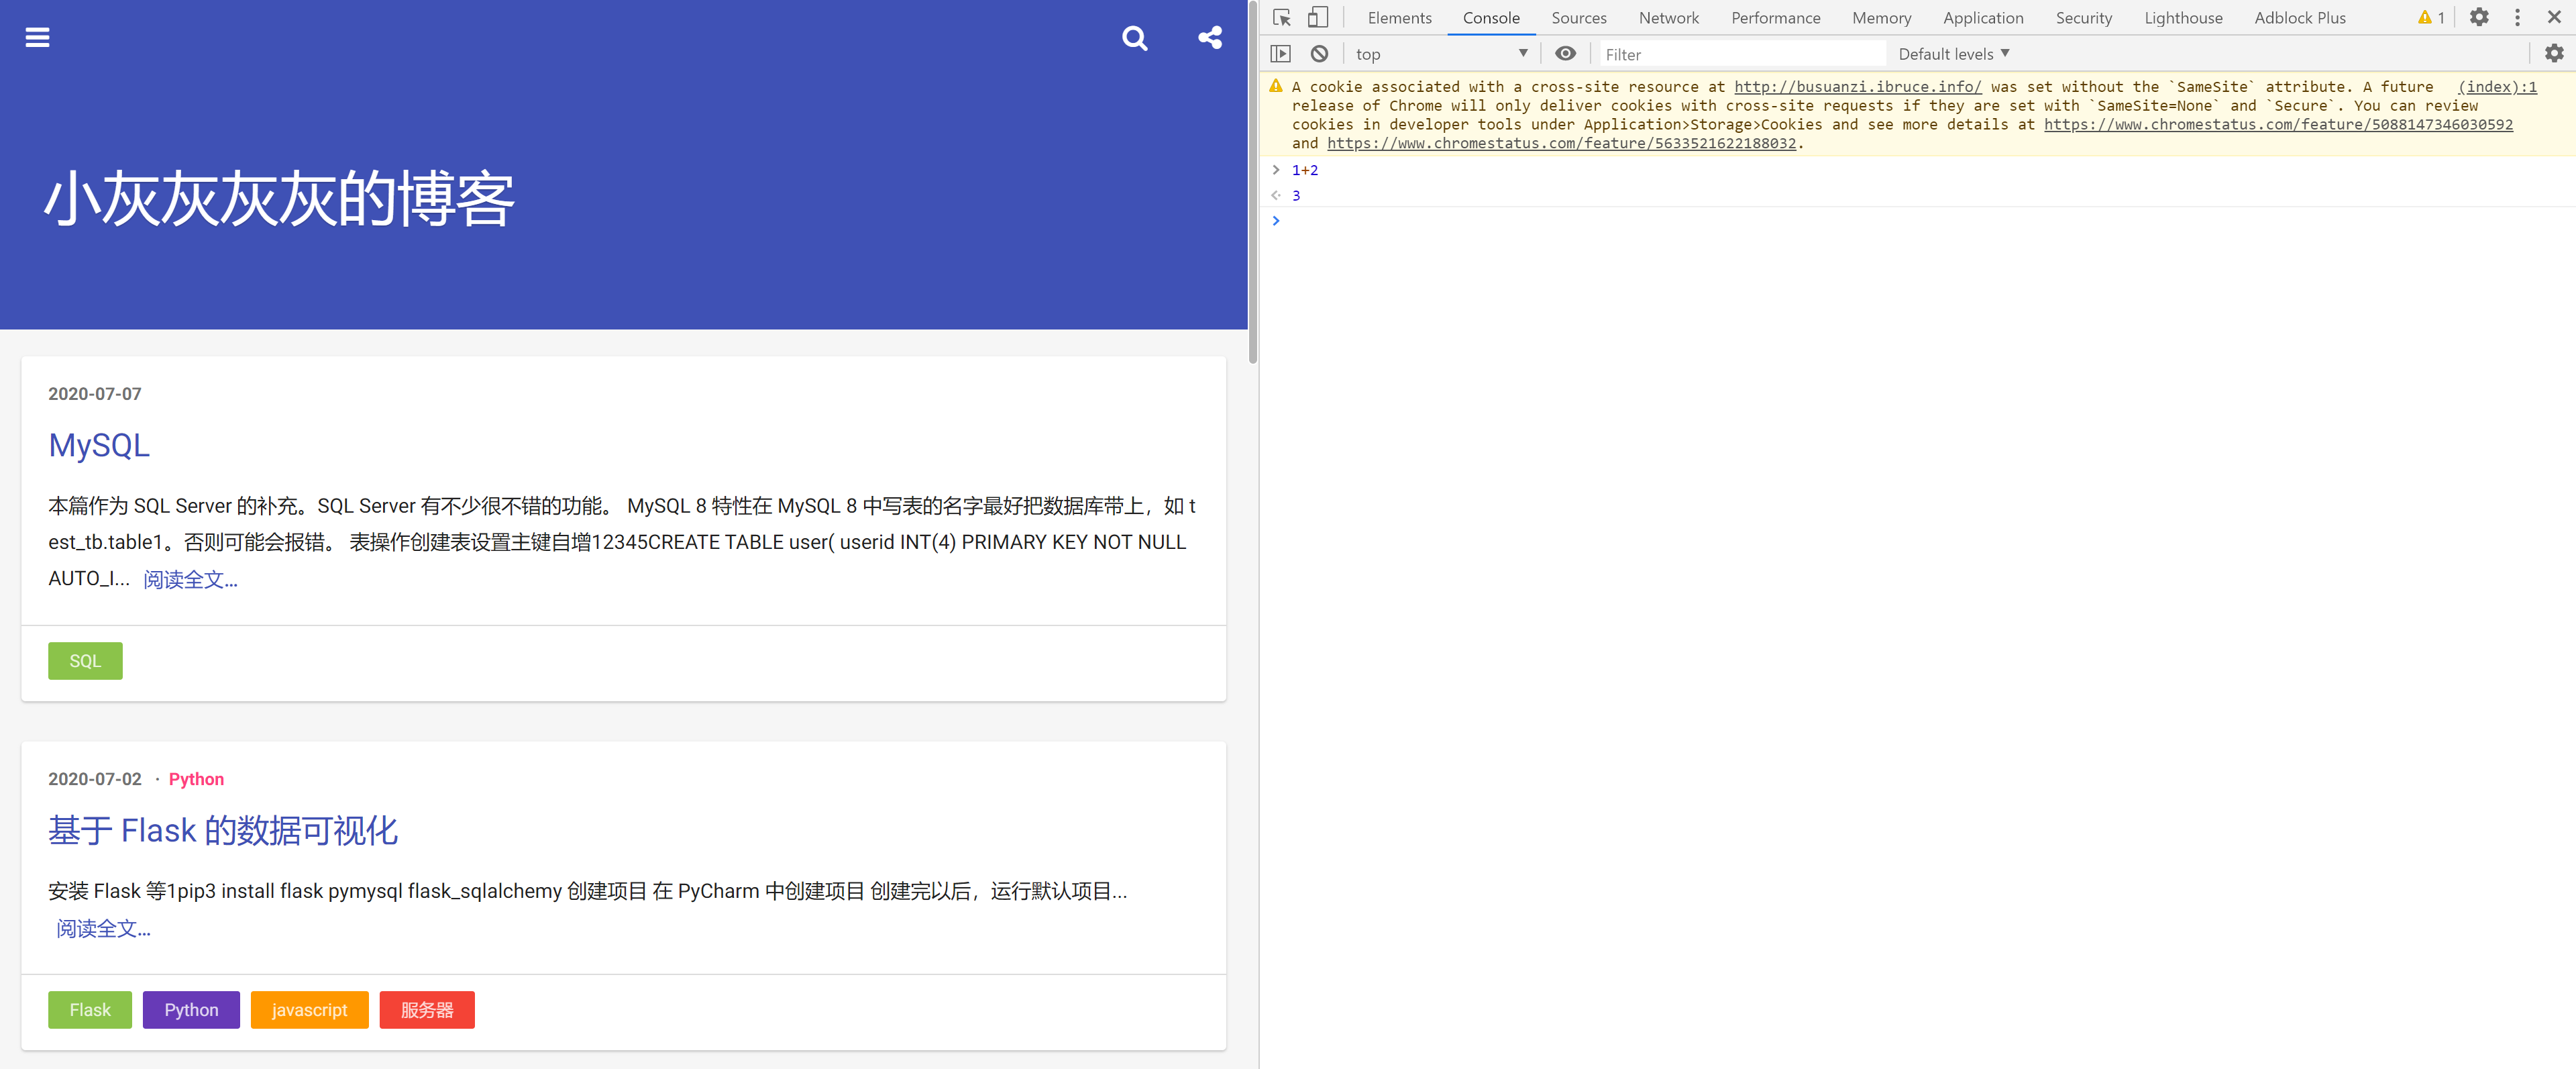 小灰灰灰灰的博客
2020-07-07
MySQL
本篇作为 SQL Server 的补充。SQL Server 有不少很不错的功能。 MySQL 8 特性在 MySQL 8 中写表的名字最好把数据库带上，如 t
est_tb.table1。否则可能会报错。 表操作创建表设置主键自增12345CREATE TABLE user( userid INT(4) PRIMARY KEY NOT NULL
AUTO_I... 阅读全文...
SQL
2020-07-02 · Python
基于 Flask 的数据可视化
安装 Flask 等1pip3 install flask pymysql flask_sqlalchemy 创建项目 在 PyCharm 中创建项目 创建完以后，运行默认项目...
阅读全文...
Flask Python javascript 服务器
Elements Console Sources Network Performance Memory Application Security Lighthouse Adblock Plus 1
top Filter Default levels
A cookie associated with a cross-site resource at http://busuanzi.ibruce.info/ was set without the `SameSite` attribute. A future (index):1
release of Chrome will only deliver cookies with cross-site requests if they are set with `SameSite=None` and `Secure`. You can review
cookies in developer tools under Application>Storage>Cookies and see more details at https://www.chromestatus.com/feature/5088147346030592
and https://www.chromestatus.com/feature/5633521622188032.
1+2
3